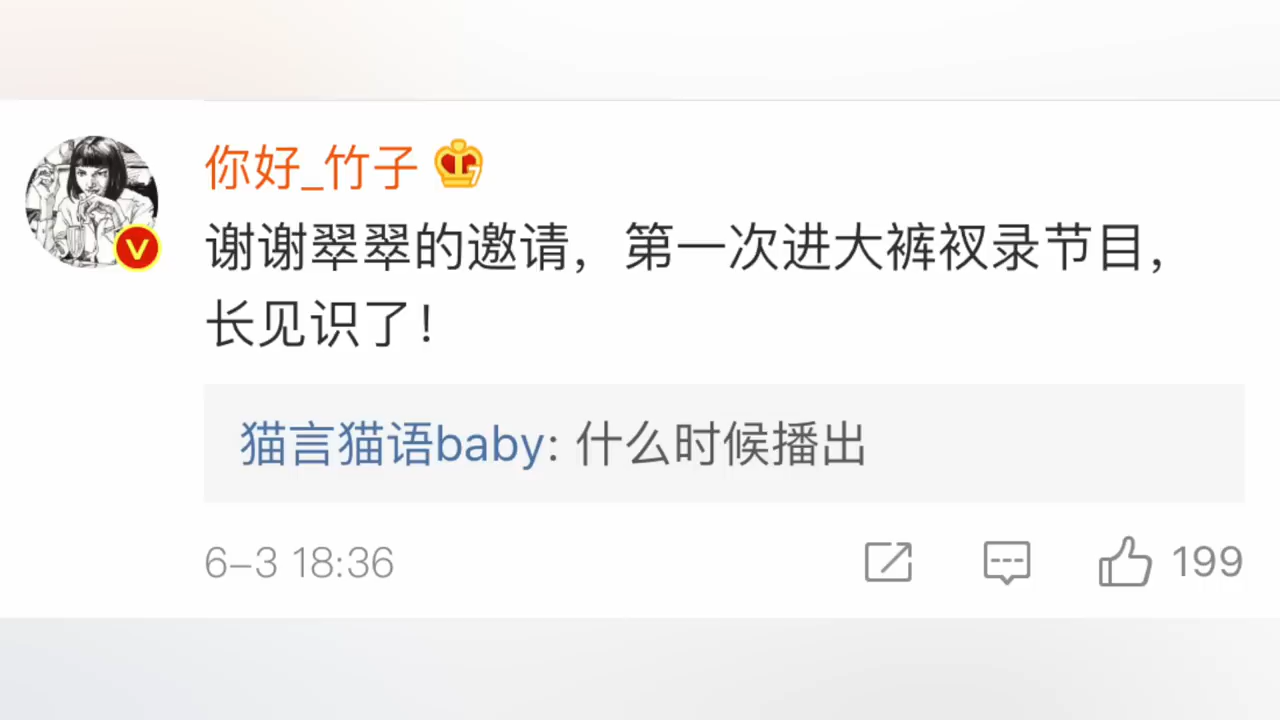 你好_竹子
谢谢翠翠的邀请，第一次进大裤衩录节目，
长见识了！
猫言猫语baby: 什么时候播出
6-3 18:36
199